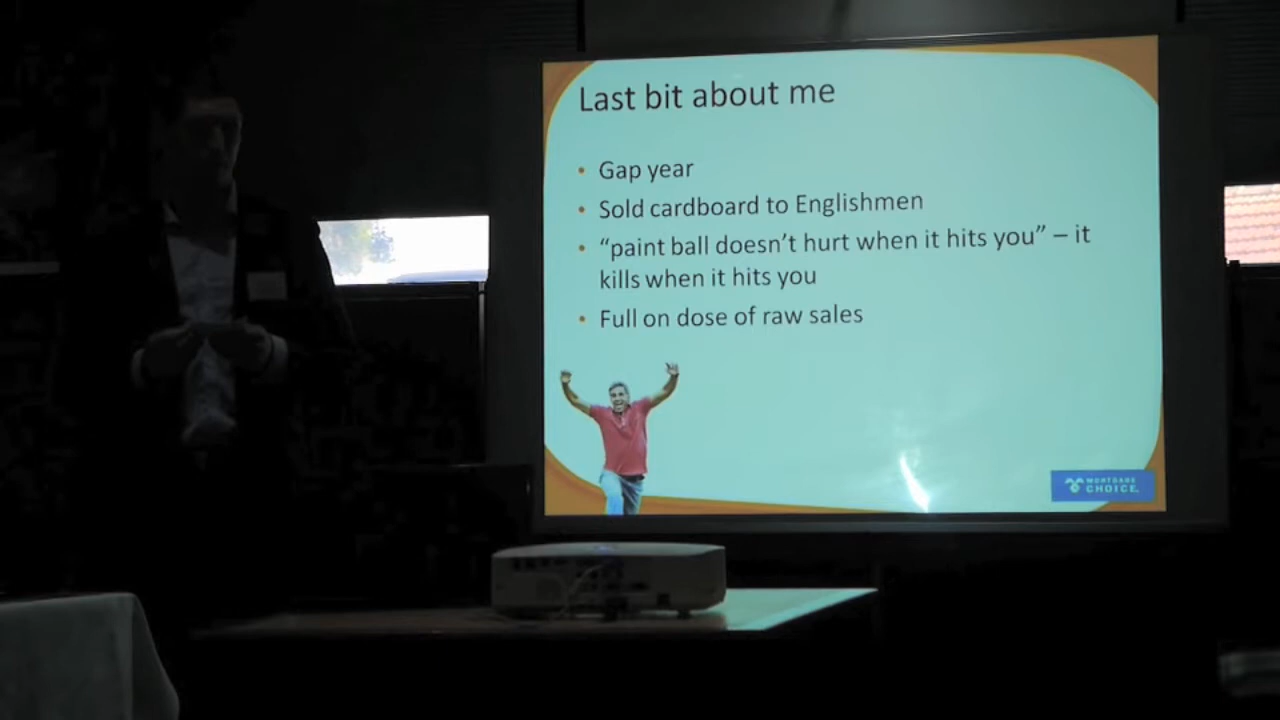 Last bit about me
• Gap year
• Sold cardboard to Englishmen
• “paint ball doesn’t hurt when it hits you” – it
kills when it hits you
• Full on dose of raw sales
MORTGAGE
CHOICE.